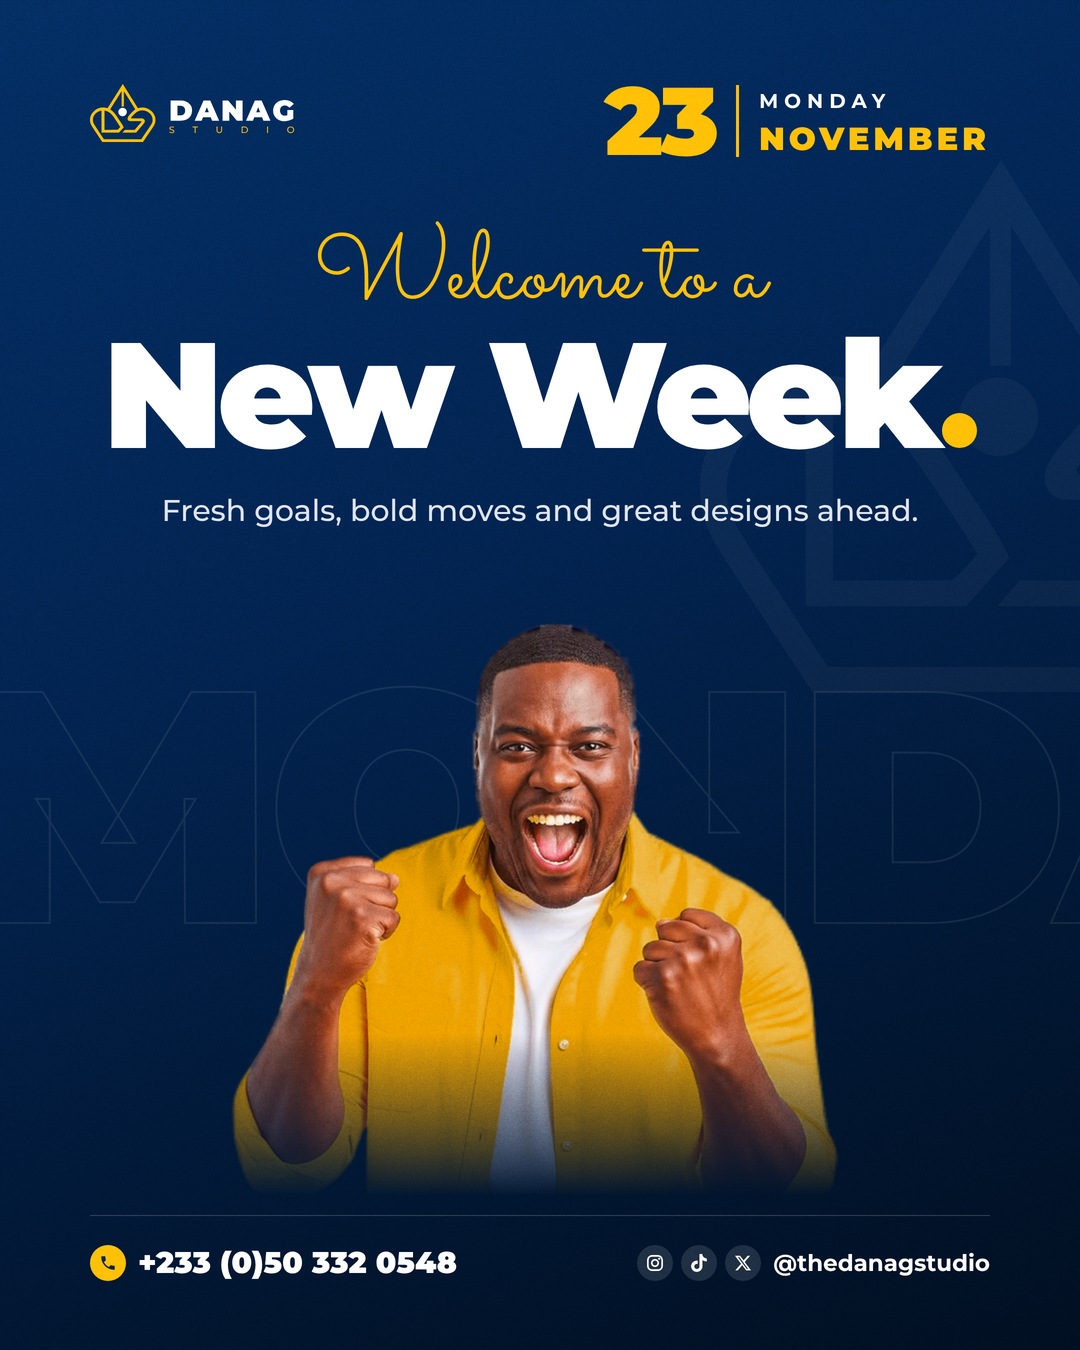 DANAG
STUDIO
23
MONDAY
NOVEMBER
Welcome to a
New Week.
Fresh goals, bold moves and great designs ahead.
MONDA
+233 (0)50 332 0548
@thedanagstudio